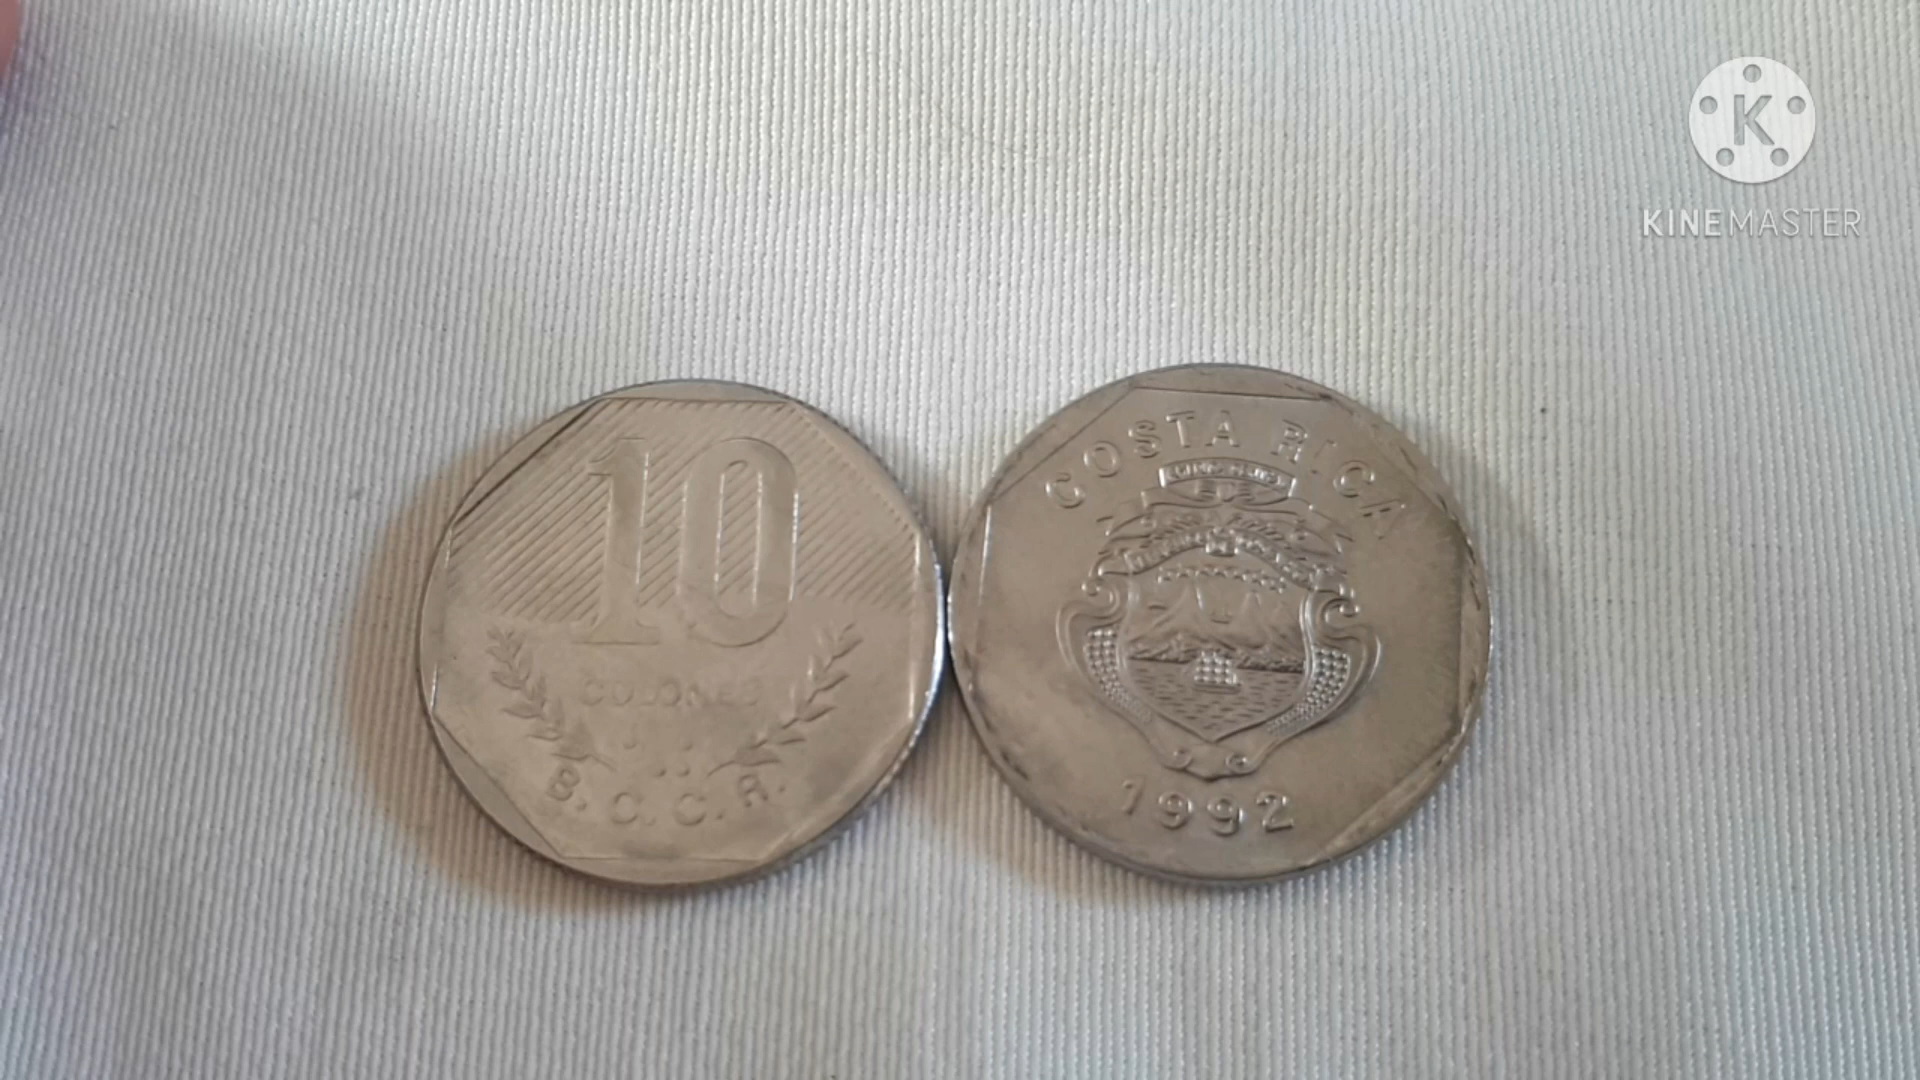 10
COLONES
B. C. C. R.
COSTA RICA
1992
K
KINEMASTER